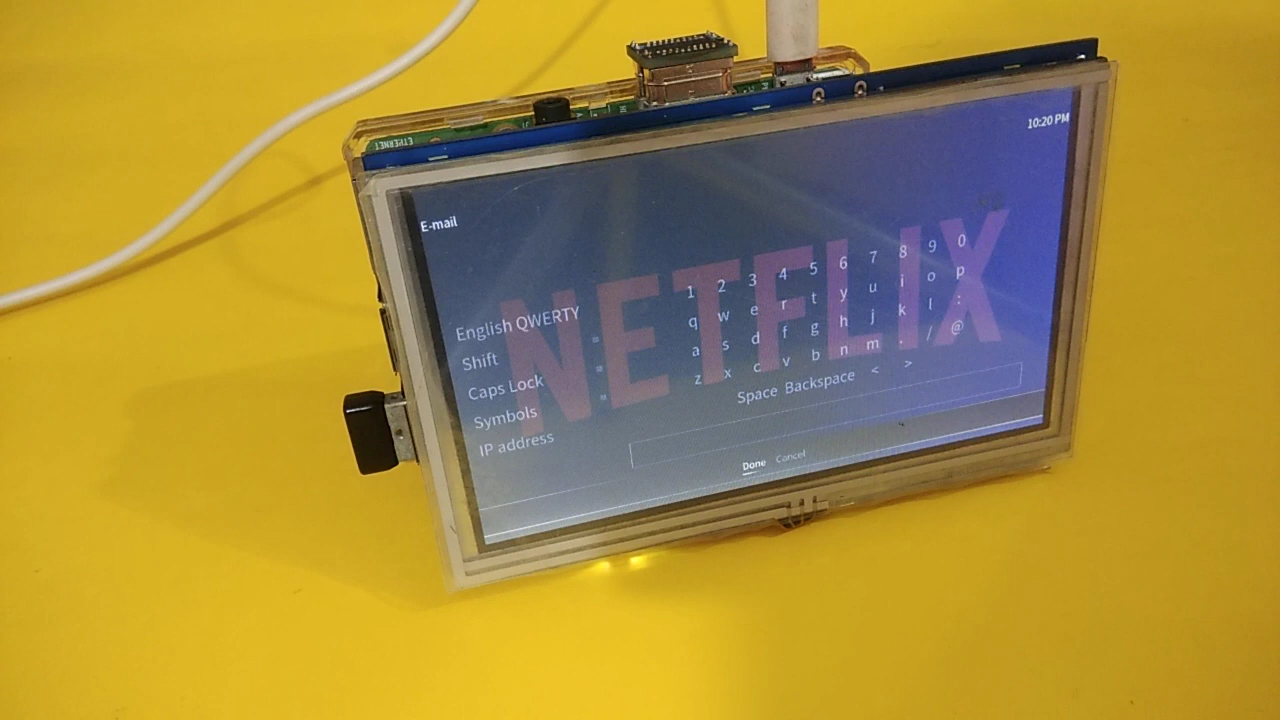 ETHERNET
10:20 PM
E-mail
NETFLIX
English QWERTY
Shift
Caps Lock
Symbols
IP address
1 2 3 4 5 6 7 8 9 0
q w e r t y u i o p
a s d f g h j k l :
z x c v b n m . / @
Space Backspace < >
Done Cancel